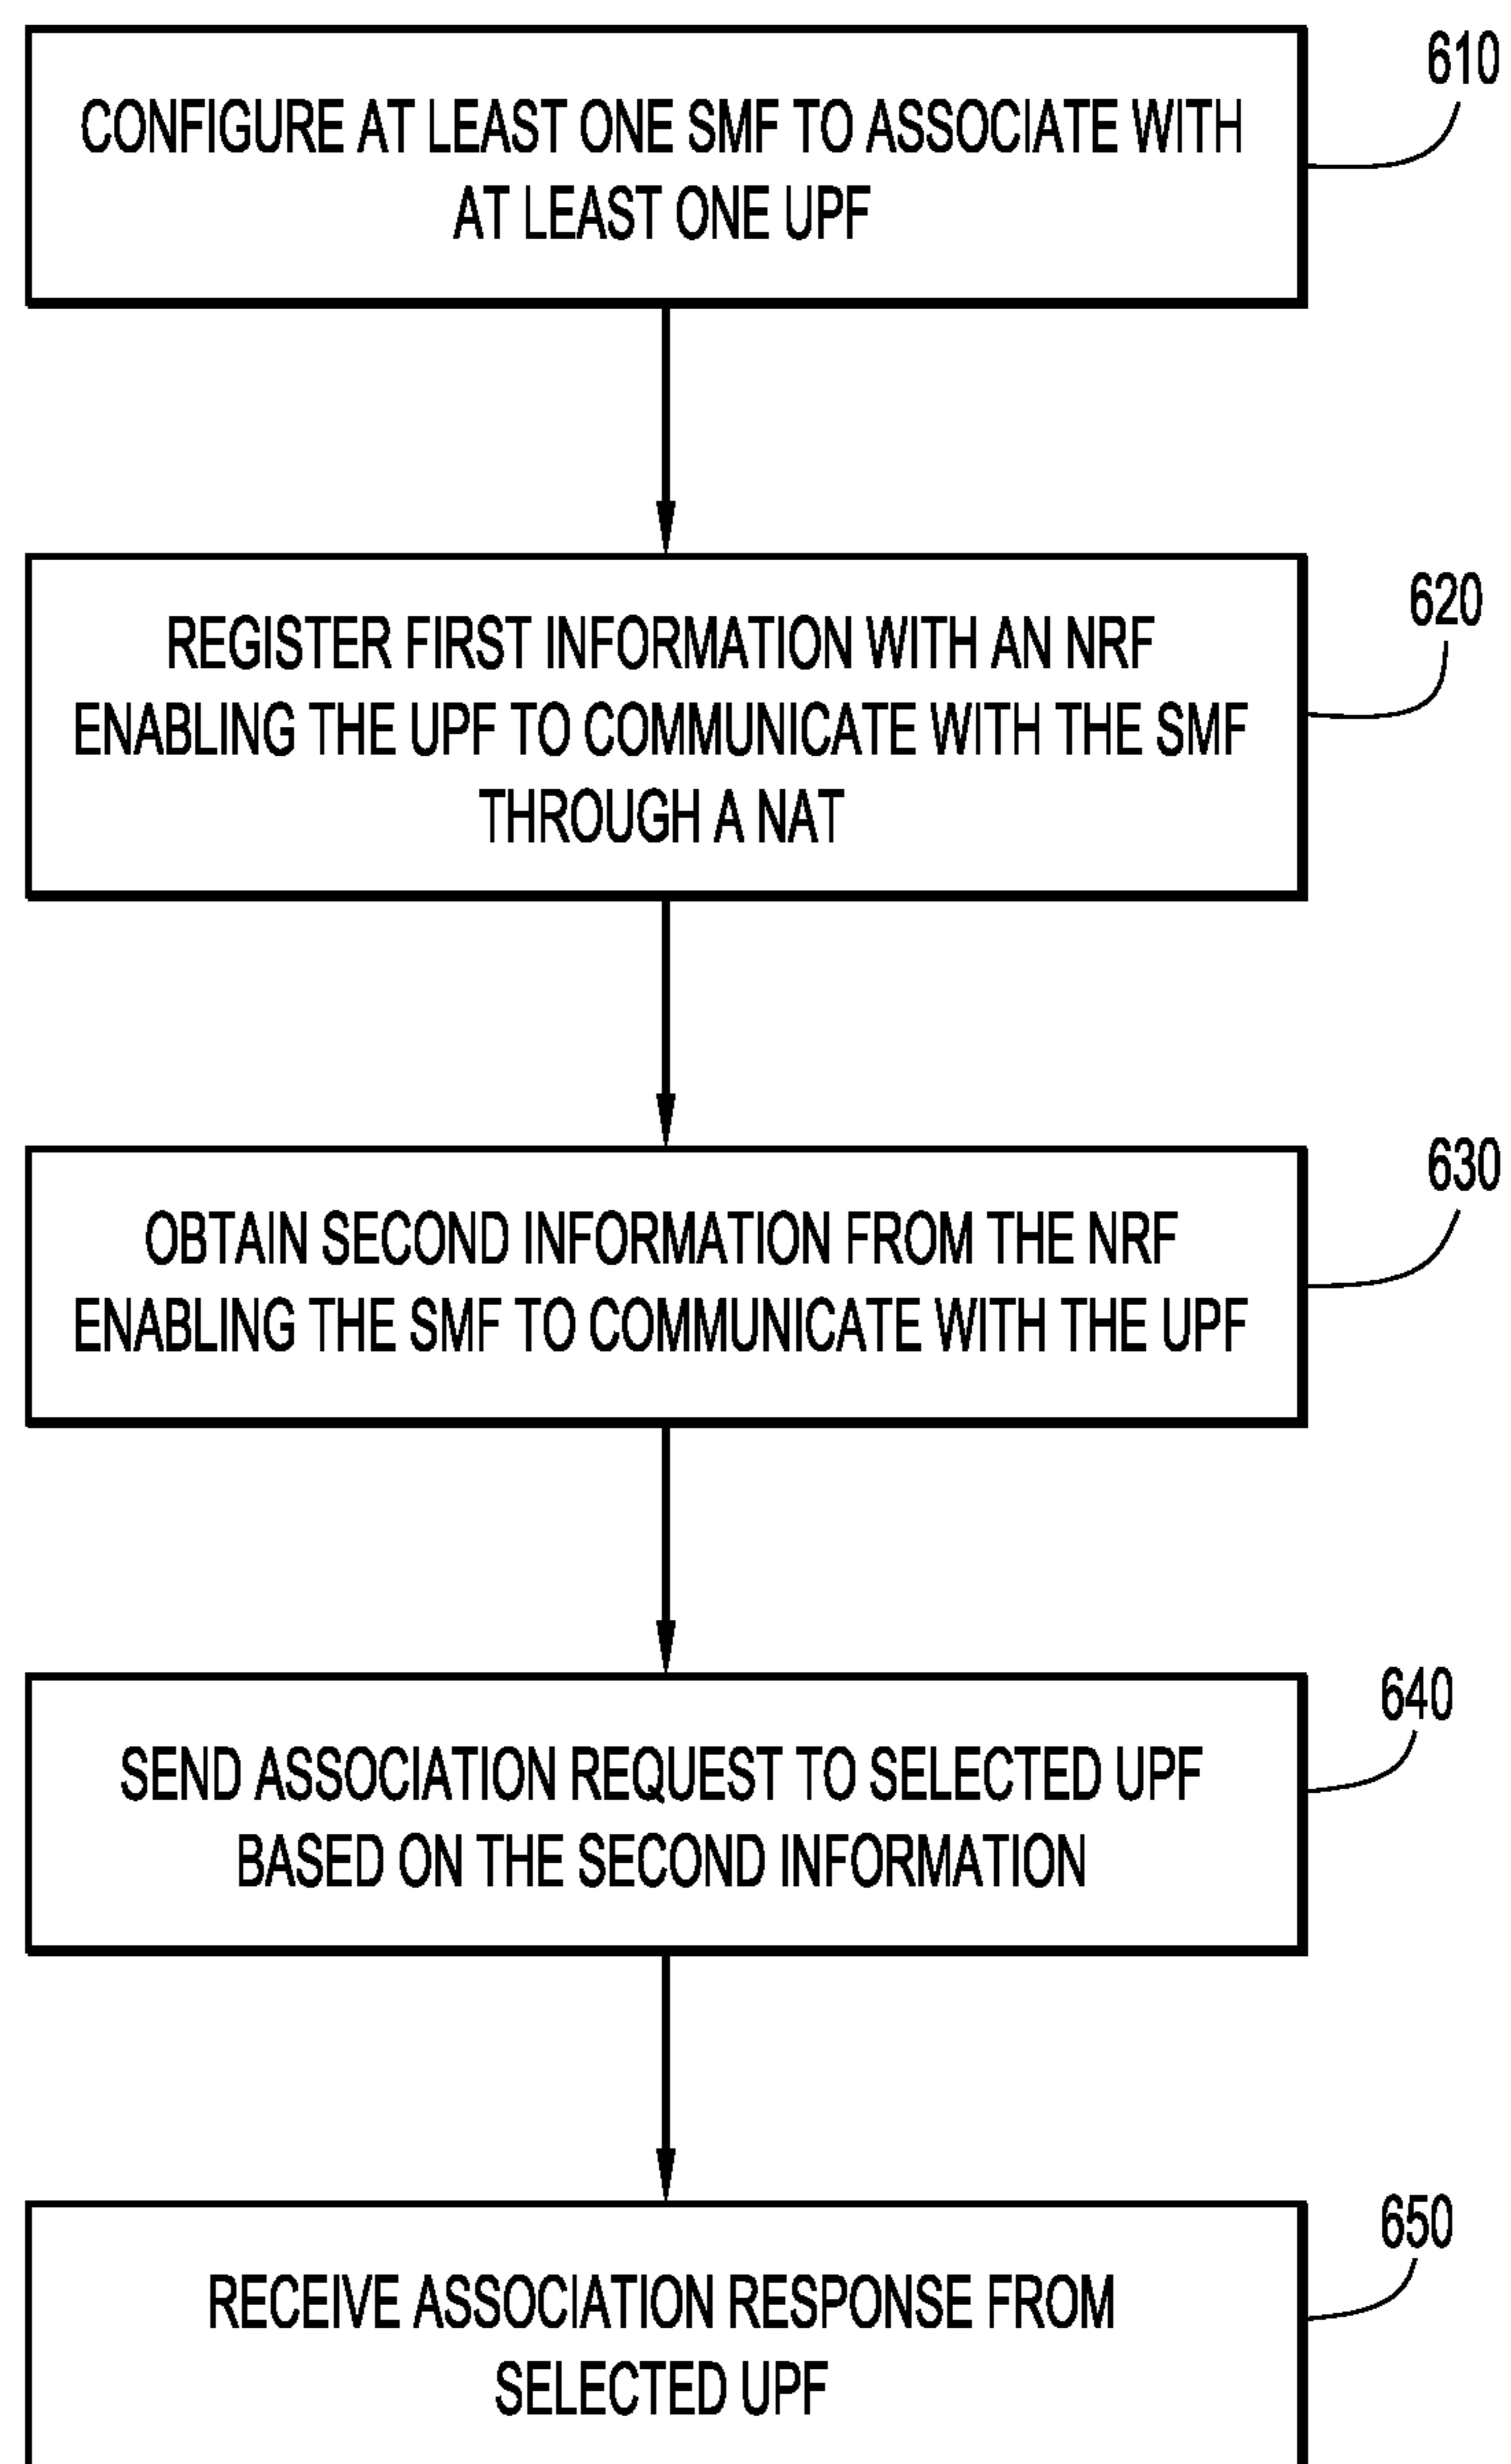 610
CONFIGURE AT LEAST ONE SMF TO ASSOCIATE WITH
AT LEAST ONE UPF
620
REGISTER FIRST INFORMATION WITH AN NRF
ENABLING THE UPF TO COMMUNICATE WITH THE SMF
THROUGH A NAT
630
OBTAIN SECOND INFORMATION FROM THE NRF
ENABLING THE SMF TO COMMUNICATE WITH THE UPF
640
SEND ASSOCIATION REQUEST TO SELECTED UPF
BASED ON THE SECOND INFORMATION
650
RECEIVE ASSOCIATION RESPONSE FROM
SELECTED UPF